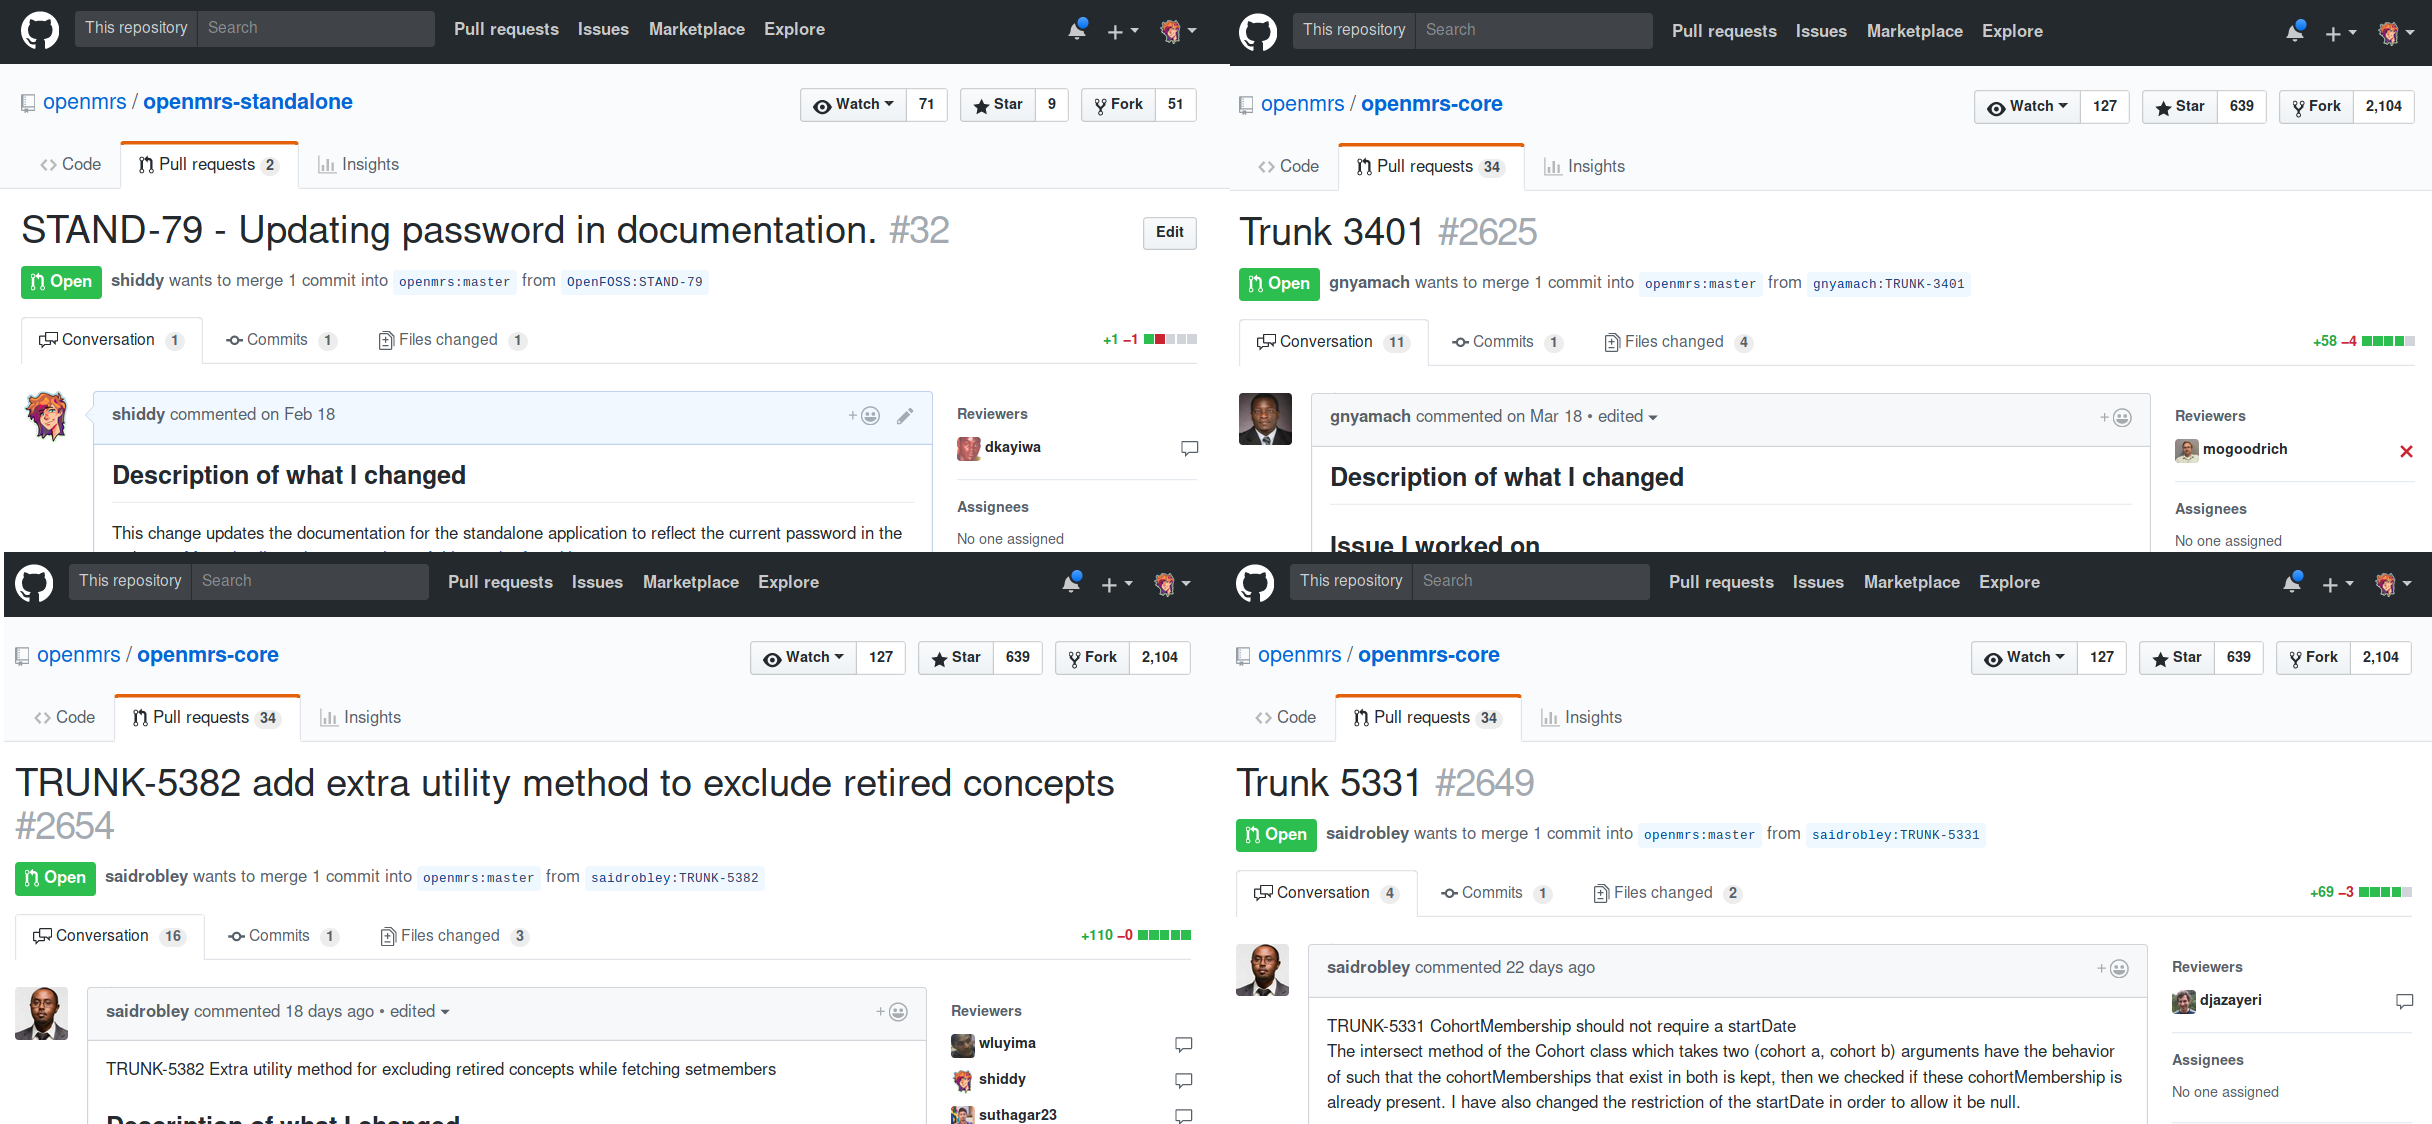 This repository Search Pull requests Issues Marketplace Explore
openmrs / openmrs-standalone Watch 71 Star 9 Fork 51
Code Pull requests 2 Insights
STAND-79 - Updating password in documentation. #32 Edit
Open shiddy wants to merge 1 commit into openmrs:master from OpenFOSS:STAND-79
Conversation 1 Commits 1 Files changed 1 +1 −1
shiddy commented on Feb 18
Reviewers
dkayiwa
Description of what I changed
Assignees
This change updates the documentation for the standalone application to reflect the current password in the
No one assigned
This repository Search Pull requests Issues Marketplace Explore
openmrs / openmrs-core Watch 127 Star 639 Fork 2,104
Code Pull requests 34 Insights
Trunk 3401 #2625
Open gnyamach wants to merge 1 commit into openmrs:master from gnyamach:TRUNK-3401
Conversation 11 Commits 1 Files changed 4 +58 −4
gnyamach commented on Mar 18 • edited
Reviewers
mogoodrich
Description of what I changed
Assignees
Issue I worked on
No one assigned
This repository Search Pull requests Issues Marketplace Explore
openmrs / openmrs-core Watch 127 Star 639 Fork 2,104
Code Pull requests 34 Insights
TRUNK-5382 add extra utility method to exclude retired concepts
#2654
Open saidrobley wants to merge 1 commit into openmrs:master from saidrobley:TRUNK-5382
Conversation 16 Commits 1 Files changed 3 +110 −0
saidrobley commented 18 days ago • edited
Reviewers
wluyima
TRUNK-5382 Extra utility method for excluding retired concepts while fetching setmembers
shiddy
suthagar23
Description of what I changed
This repository Search Pull requests Issues Marketplace Explore
openmrs / openmrs-core Watch 127 Star 639 Fork 2,104
Code Pull requests 34 Insights
Trunk 5331 #2649
Open saidrobley wants to merge 1 commit into openmrs:master from saidrobley:TRUNK-5331
Conversation 4 Commits 1 Files changed 2 +69 −3
saidrobley commented 22 days ago
Reviewers
djazayeri
TRUNK-5331 CohortMembership should not require a startDate
The intersect method of the Cohort class which takes two (cohort a, cohort b) arguments have the behavior
of such that the cohortMemberships that exist in both is kept, then we checked if these cohortMembership is
already present. I have also changed the restriction of the startDate in order to allow it be null.
Assignees
No one assigned